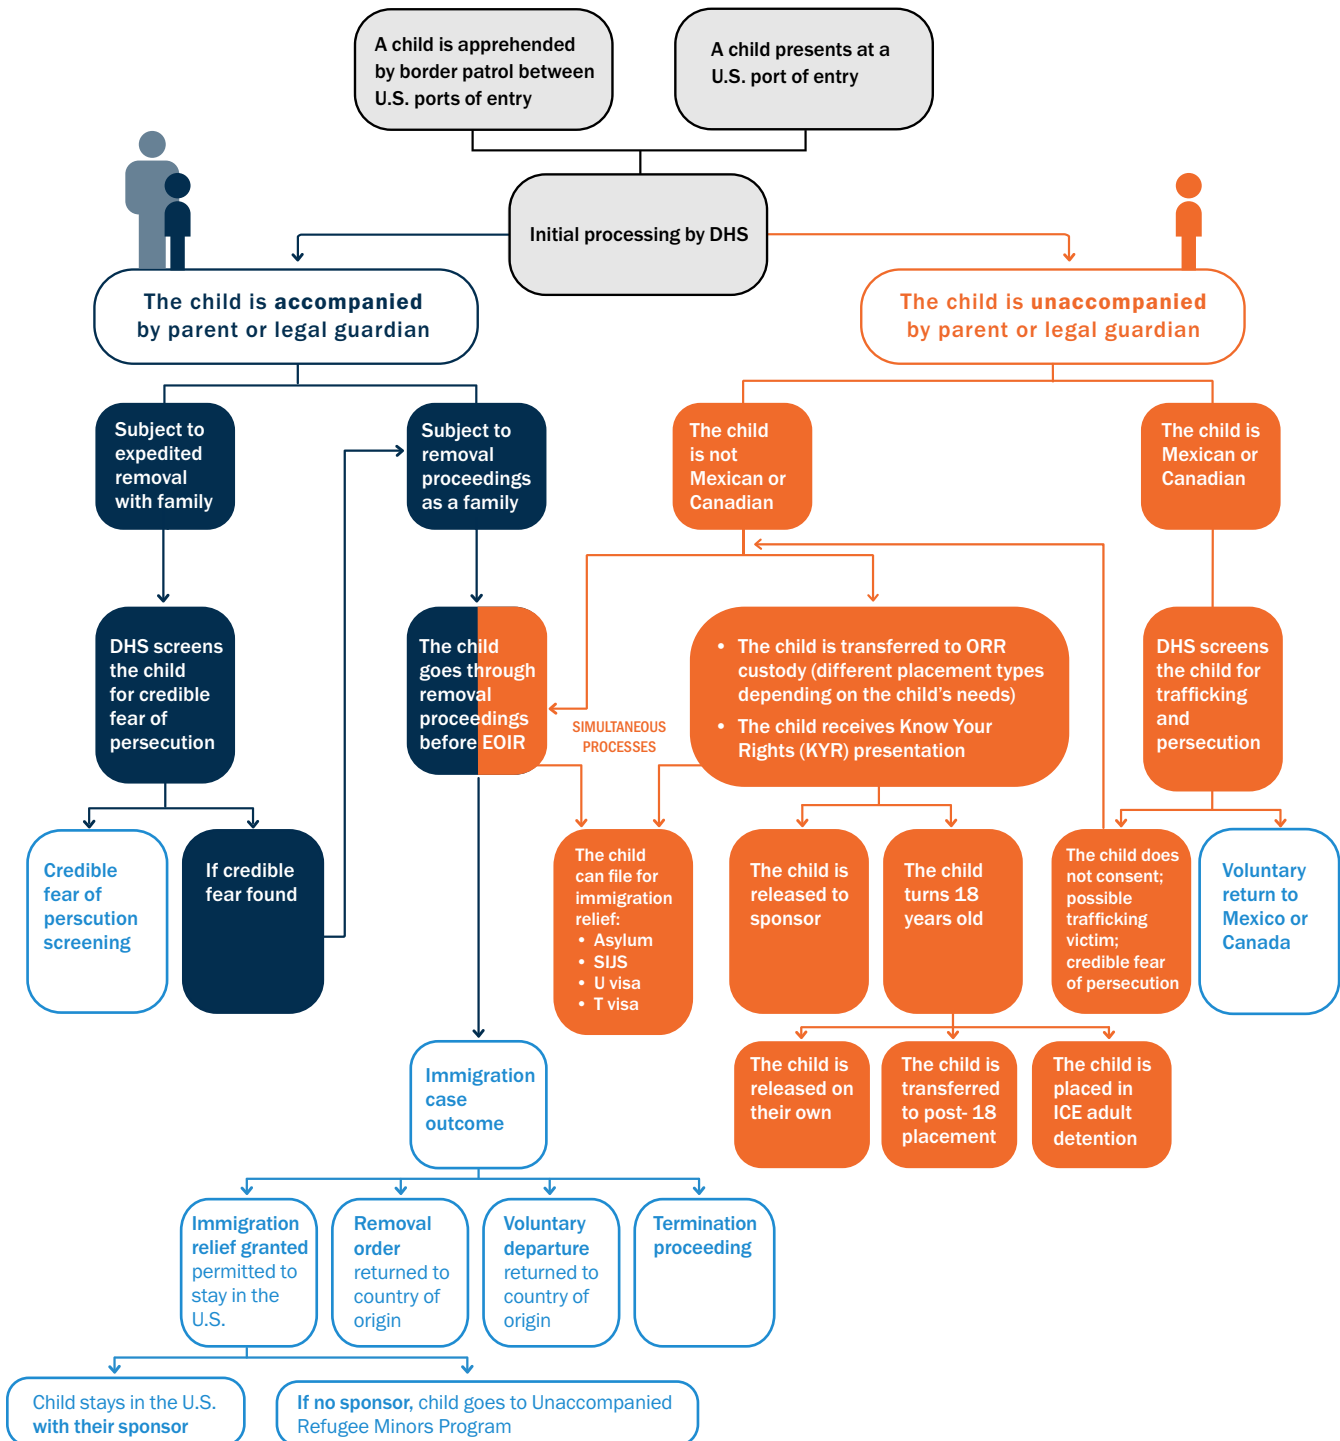 A child is apprehended
by border patrol between
U.S. ports of entry
A child presents at a
U.S. port of entry
Initial processing by DHS
The child is accompanied
by parent or legal guardian
The child is unaccompanied
by parent or legal guardian
Subject to
expedited
removal
with family
Subject to
removal
proceedings
as a family
The child
is not
Mexican or
Canadian
The child is
Mexican or
Canadian
DHS screens
the child
for credible
fear of
persecution
The child
goes through
removal
proceedings
before EOIR
SIMULTANEOUS
PROCESSES
• The child is transferred to ORR
custody (different placement types
depending on the child's needs)
• The child receives Know Your
Rights (KYR) presentation
DHS screens
the child for
trafficking
and
persecution
Credible
fear of
perscution
screening
If credible
fear found
The child
can file for
immigration
relief:
• Asylum
• SIJS
• U visa
• T visa
The child is
released to
sponsor
The child
turns 18
years old
The child does
not consent;
possible
trafficking
victim;
credible fear
of persecution
Voluntary
return to
Mexico or
Canada
Immigration
case
outcome
The child is
released on
their own
The child is
transferred
to post- 18
placement
The child is
placed in
ICE adult
detention
Immigration
relief granted
permitted to
stay in the
U.S.
Removal
order
returned to
country of
origin
Voluntary
departure
returned to
country of
origin
Termination
proceeding
Child stays in the U.S.
with their sponsor
If no sponsor, child goes to Unaccompanied
Refugee Minors Program